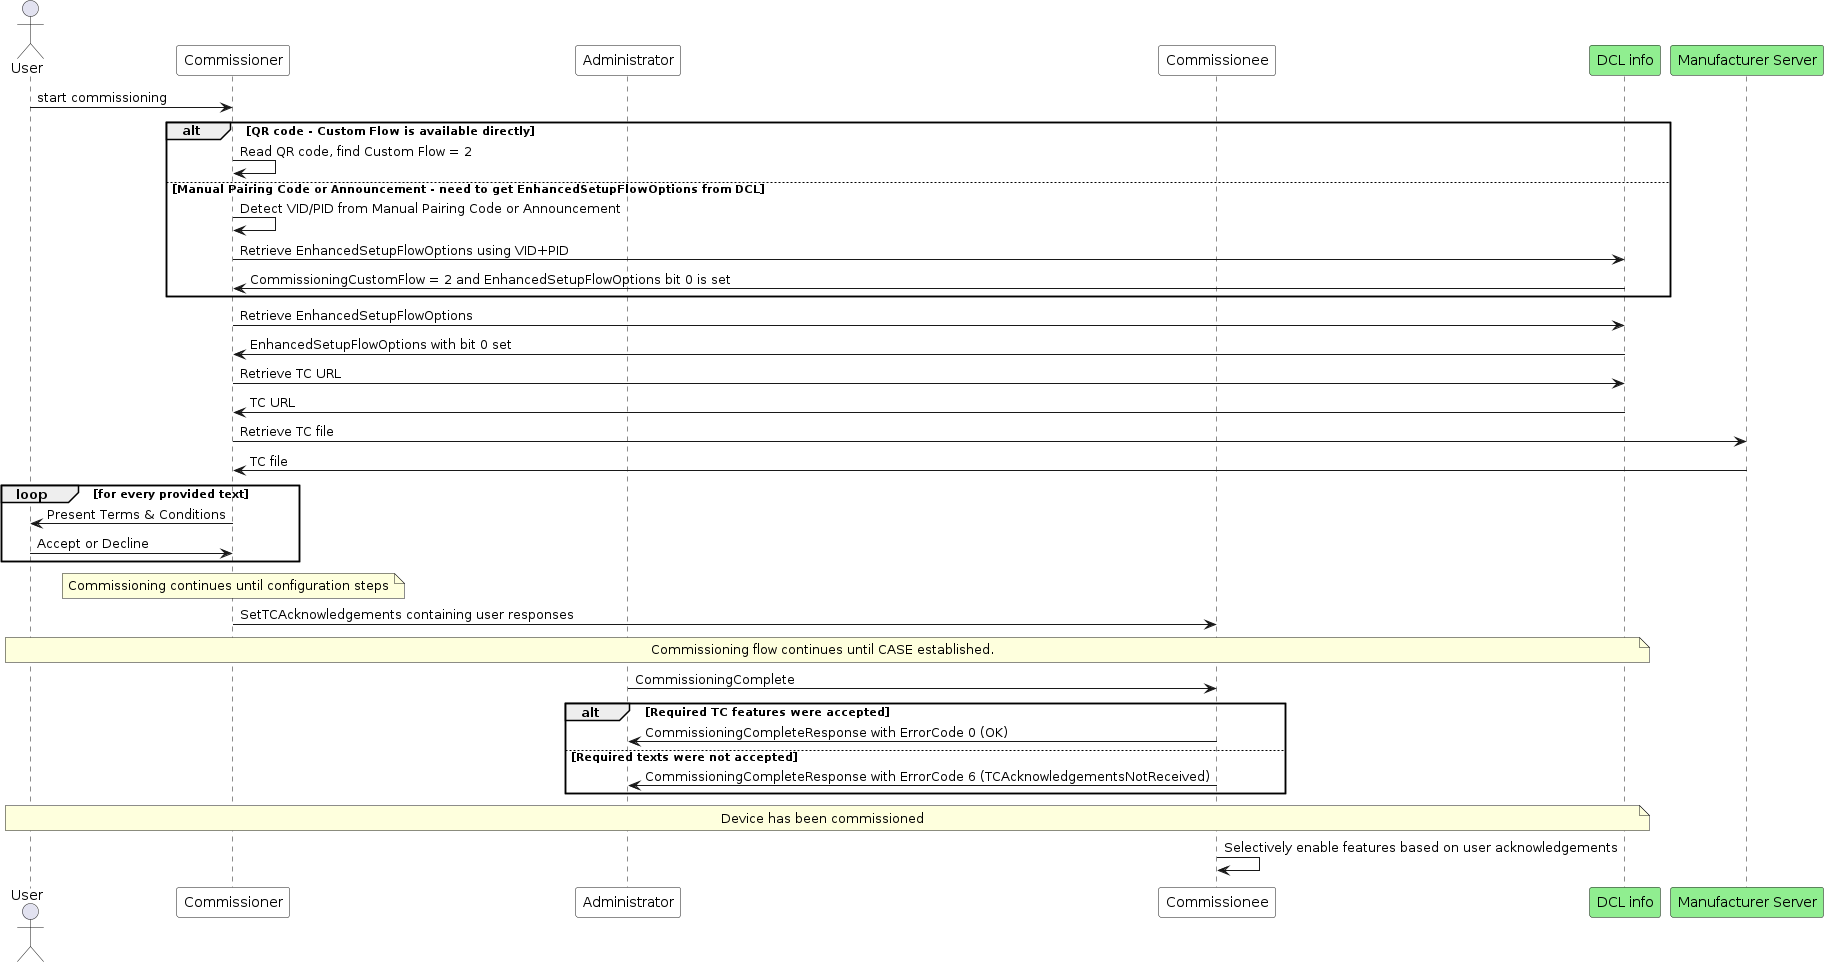 User
Commissioner
Administrator
Commissionee
DCL info
Manufacturer Server
start commissioning
alt
[QR code - Custom Flow is available directly]
Read QR code, find Custom Flow = 2
[Manual Pairing Code or Announcement - need to get EnhancedSetupFlowOptions from DCL]
Detect VID/PID from Manual Pairing Code or Announcement
Retrieve EnhancedSetupFlowOptions using VID+PID
CommissioningCustomFlow = 2 and EnhancedSetupFlowOptions bit 0 is set
Retrieve EnhancedSetupFlowOptions
EnhancedSetupFlowOptions with bit 0 set
Retrieve TC URL
TC URL
Retrieve TC file
TC file
loop
[for every provided text]
Present Terms & Conditions
Accept or Decline
Commissioning continues until configuration steps
SetTCAcknowledgements containing user responses
Commissioning flow continues until CASE established.
CommissioningComplete
alt
[Required TC features were accepted]
CommissioningCompleteResponse with ErrorCode 0 (OK)
[Required texts were not accepted]
CommissioningCompleteResponse with ErrorCode 6 (TCAcknowledgementsNotReceived)
Device has been commissioned
Selectively enable features based on user acknowledgements
User
Commissioner
Administrator
Commissionee
DCL info
Manufacturer Server